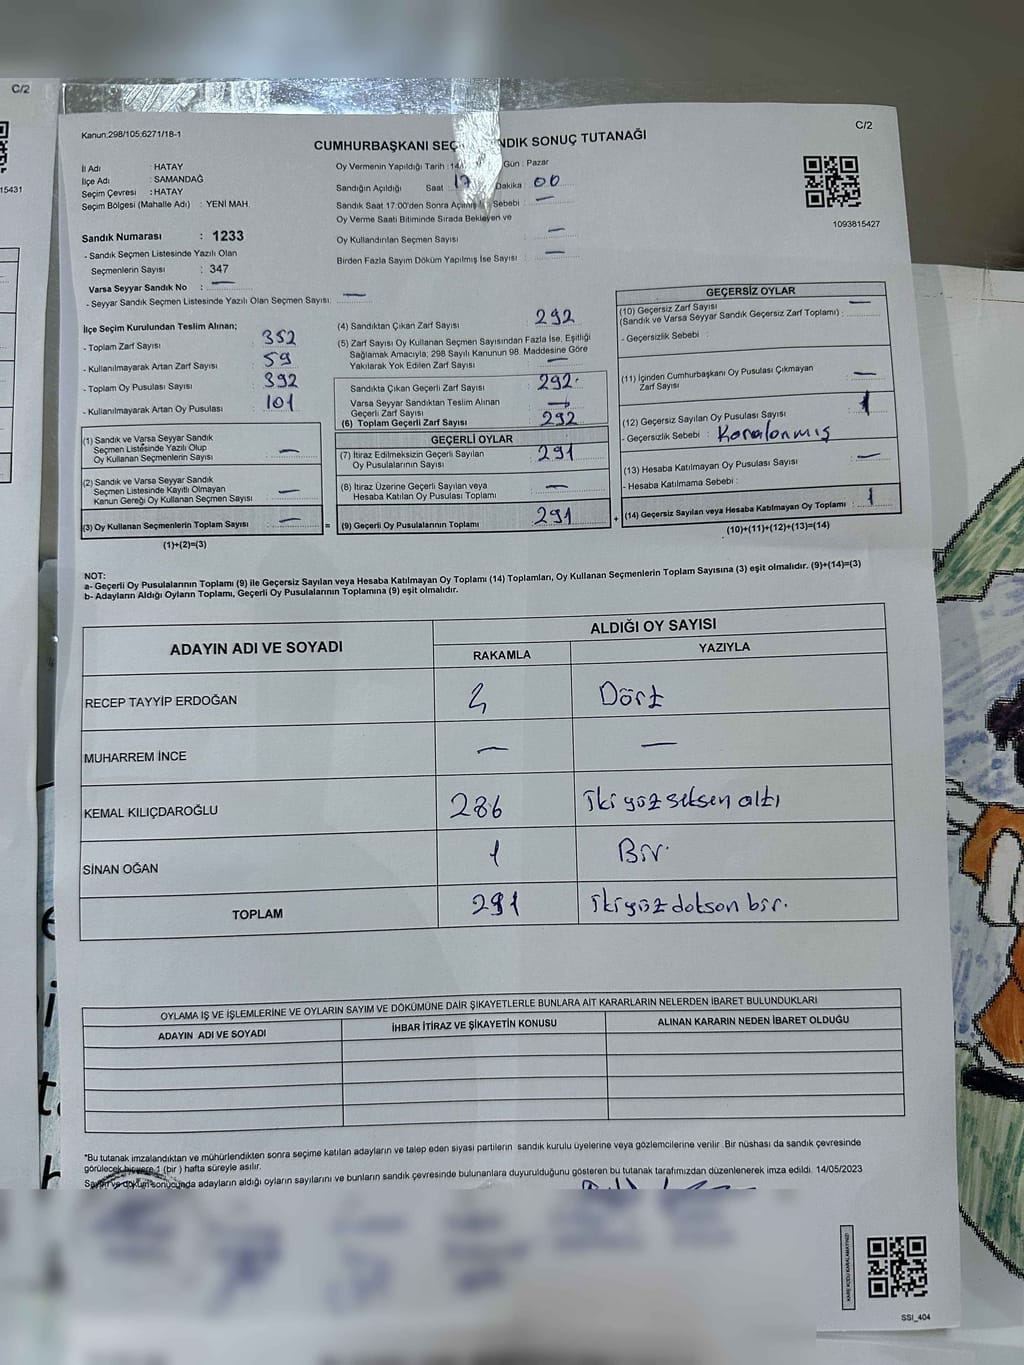 C/2
15431
Kanun.298/105:6271/18-1
C/2
CUMHURBAŞKANI SEÇ NDIK SONUÇ TUTANAĞI
İl Adı : HATAY
İlçe Adı : SAMANDAĞ
Seçim Çevresi : HATAY
Seçim Bölgesi (Mahalle Adı) : YENİ MAH.
Oy Vermenin Yapıldığı Tarih : 14/ Gün : Pazar
Sandığın Açıldığı Saat : 17 Dakika : 00
Sandık Saat 17:00'den Sonra Açılmış Sebebi : —
Oy Verme Saati Bitiminde Sırada Bekleyen ve
Oy Kullandırılan Seçmen Sayısı : —
Birden Fazla Sayım Döküm Yapılmış İse Sayısı : —
1093815427
Sandık Numarası : 1233
- Sandık Seçmen Listesinde Yazılı Olan
Seçmenlerin Sayısı : 347
Varsa Seyyar Sandık No : —
- Seyyar Sandık Seçmen Listesinde Yazılı Olan Seçmen Sayısı: —
İlçe Seçim Kurulundan Teslim Alınan;
- Toplam Zarf Sayısı : 352
- Kullanılmayarak Artan Zarf Sayısı : 59
- Toplam Oy Pusulası Sayısı : 392
- Kullanılmayarak Artan Oy Pusulası : 101
(1) Sandık ve Varsa Seyyar Sandık
Seçmen Listesinde Yazılı Olup
Oy Kullanan Seçmenlerin Sayısı : —
(2) Sandık ve Varsa Seyyar Sandık
Seçmen Listesinde Kayıtlı Olmayan
Kanun Gereği Oy Kullanan Seçmen Sayısı : —
(3) Oy Kullanan Seçmenlerin Toplam Sayısı : —
(1)+(2)=(3)
=
(4) Sandıktan Çıkan Zarf Sayısı : 292
(5) Zarf Sayısı Oy Kullanan Seçmen Sayısından Fazla İse, Eşitliği
Sağlamak Amacıyla; 298 Sayılı Kanunun 98. Maddesine Göre
Yakılarak Yok Edilen Zarf Sayısı : —
Sandıkta Çıkan Geçerli Zarf Sayısı : 292
Varsa Seyyar Sandıktan Teslim Alınan
Geçerli Zarf Sayısı : —
(6) Toplam Geçerli Zarf Sayısı : 292
GEÇERLİ OYLAR
(7) İtiraz Edilmeksizin Geçerli Sayılan
Oy Pusulalarının Sayısı : 291
(8) İtiraz Üzerine Geçerli Sayılan veya
Hesaba Katılan Oy Pusulası Toplamı : —
(9) Geçerli Oy Pusulalarının Toplamı : 291
+
GEÇERSİZ OYLAR
(10) Geçersiz Zarf Sayısı
(Sandık ve Varsa Seyyar Sandık Geçersiz Zarf Toplamı) : —
- Geçersizlik Sebebi :
(11) İçinden Cumhurbaşkanı Oy Pusulası Çıkmayan
Zarf Sayısı : —
(12) Geçersiz Sayılan Oy Pusulası Sayısı : 1
- Geçersizlik Sebebi : Karalanmış
(13) Hesaba Katılmayan Oy Pusulası Sayısı : —
- Hesaba Katılmama Sebebi :
(14) Geçersiz Sayılan veya Hesaba Katılmayan Oy Toplamı : 1
(10)+(11)+(12)+(13)=(14)
NOT:
a- Geçerli Oy Pusulalarının Toplamı (9) ile Geçersiz Sayılan veya Hesaba Katılmayan Oy Toplamı (14) Toplamları, Oy Kullanan Seçmenlerin Toplam Sayısına (3) eşit olmalıdır. (9)+(14)=(3)
b- Adayların Aldığı Oyların Toplamı, Geçerli Oy Pusulalarının Toplamına (9) eşit olmalıdır.
ADAYIN ADI VE SOYADI
ALDIĞI OY SAYISI
RAKAMLA YAZIYLA
RECEP TAYYİP ERDOĞAN 4 Dört
MUHARREM İNCE — —
KEMAL KILIÇDAROĞLU 286 iki yüz seksen altı
SİNAN OĞAN 1 Bir.
TOPLAM 291 iki yüz doksan bir.
OYLAMA İŞ VE İŞLEMLERİNE VE OYLARIN SAYIM VE DÖKÜMÜNE DAİR ŞİKAYETLERLE BUNLARA AİT KARARLARIN NELERDEN İBARET BULUNDUKLARI
ADAYIN ADI VE SOYADI İHBAR İTİRAZ VE ŞİKAYETİN KONUSU ALINAN KARARIN NEDEN İBARET OLDUĞU
*Bu tutanak imzalandıktan ve mühürlendikten sonra seçime katılan adayların ve talep eden siyasi partilerin sandık kurulu üyelerine veya gözlemcilerine verilir. Bir nüshası da sandık çevresinde
görülecek bir yere 1 (bir) hafta süreyle asılır.
Sayım ve döküm sonucunda adayların aldığı oyların sayılarını ve bunların sandık çevresinde bulunanlara duyurulduğunu gösteren bu tutanak tarafımızdan düzenlenerek imza edildi. 14/05/2023
KARE KODU KARALAMAYINIZ!
SSI_404